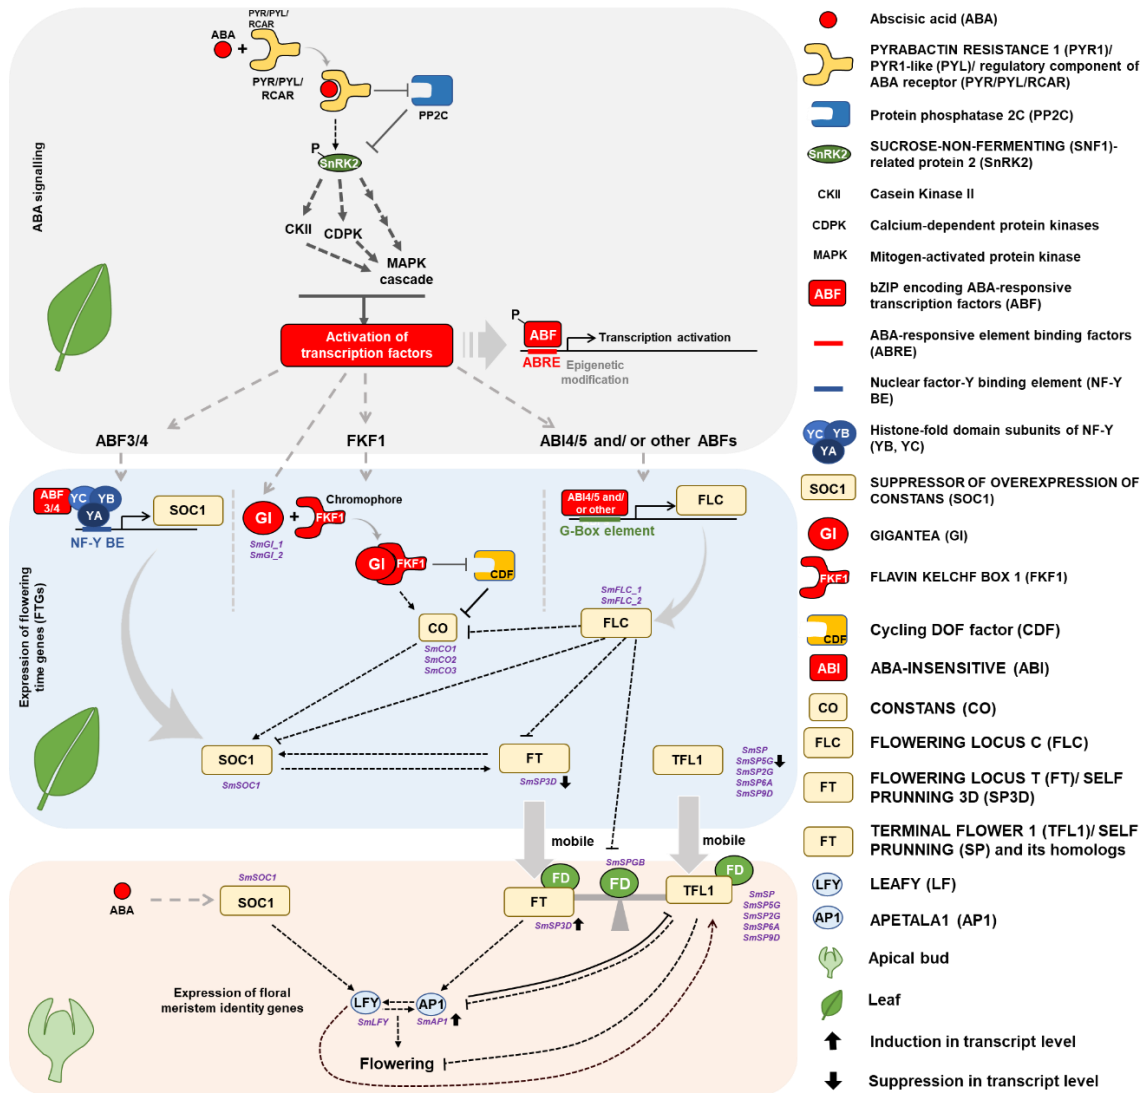 PYR/PYL/
RCAR
ABA
+
PYR/PYL/
RCAR
PP2C
P
SnRK2
CKII
CDPK
MAPK
cascade
ABA signalling
Activation of
transcription factors
P
ABF
Transcription activation
ABRE
Epigenetic
modification
ABF3/4
FKF1
ABI4/5 and/ or other ABFs
ABF
3/4
YC
YB
YA
SOC1
NF-Y BE
GI
+
FKF1
Chromophore
SmGI_1
SmGI_2
GI
FKF1
CDF
ABI4/5 and/
or other
FLC
G-Box element
Expression of flowering
time genes (FTGs)
CO
SmCO1
SmCO2
SmCO3
SmFLC_1
SmFLC_2
FLC
SOC1
SmSOC1
FT
SmSP3D
TFL1
SmSP
SmSP5G
SmSP2G
SmSP6A
SmSP9D
mobile
mobile
ABA
SmSOC1
SOC1
FD
FT
SmSP3D
SmSPGB
FD
FD
TFL1
SmSP
SmSP5G
SmSP2G
SmSP6A
SmSP9D
Expression of floral
meristem identity genes
LFY
SmLFY
AP1
SmAP1
Flowering
Abscisic acid (ABA)
PYRABACTIN RESISTANCE 1 (PYR1)/
PYR1-like (PYL)/ regulatory component of
ABA receptor (PYR/PYL/RCAR)
Protein phosphatase 2C (PP2C)
SnRK2
SUCROSE-NON-FERMENTING (SNF1)-
related protein 2 (SnRK2)
CKII
Casein Kinase II
CDPK
Calcium-dependent protein kinases
MAPK
Mitogen-activated protein kinase
ABF
bZIP encoding ABA-responsive
transcription factors (ABF)
ABA-responsive element binding factors
(ABRE)
Nuclear factor-Y binding element (NF-Y
BE)
YC
YB
YA
Histone-fold domain subunits of NF-Y
(YB, YC)
SOC1
SUPPRESSOR OF OVEREXPRESSION OF
CONSTANS (SOC1)
GI
GIGANTEA (GI)
FKF1
FLAVIN KELCHF BOX 1 (FKF1)
CDF
Cycling DOF factor (CDF)
ABI
ABA-INSENSITIVE (ABI)
CO
CONSTANS (CO)
FLC
FLOWERING LOCUS C (FLC)
FT
FLOWERING LOCUS T (FT)/ SELF
PRUNNING 3D (SP3D)
FT
TERMINAL FLOWER 1 (TFL1)/ SELF
PRUNNING (SP) and its homologs
LFY
LEAFY (LF)
AP1
APETALA1 (AP1)
Apical bud
Leaf
Induction in transcript level
Suppression in transcript level